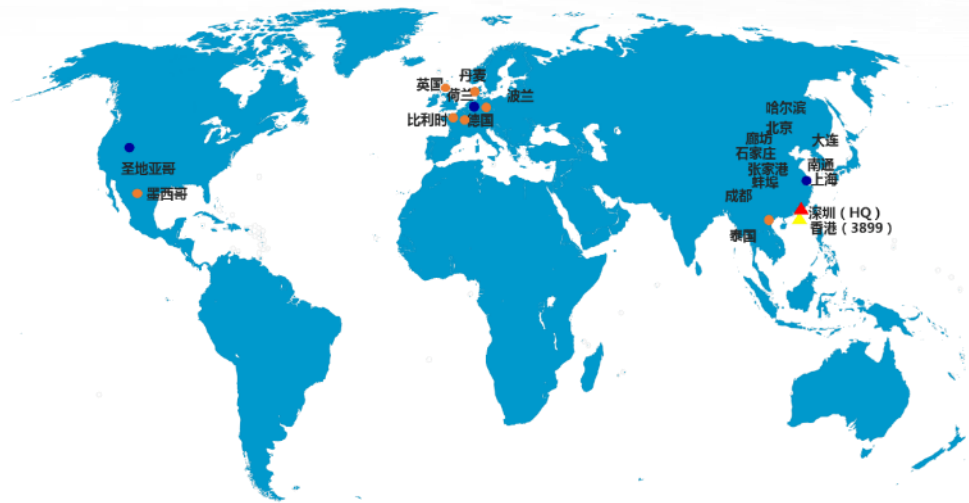 丹麦
英国
荷兰
波兰
比利时
德国
哈尔滨
北京
廊坊
大连
石家庄
南通
张家港
圣地亚哥
上海
蚌埠
墨西哥
成都
深圳（HQ）
香港（3899）
泰国